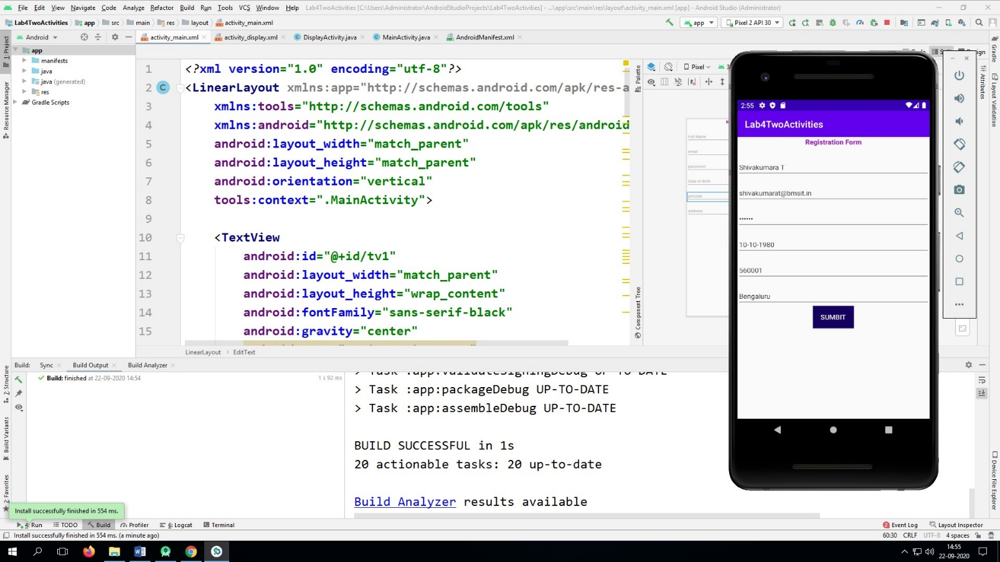 File Edit View Navigate Code Analyze Refactor Build Run Tools VCS Window Help Lab4TwoActivities [C:\Users\Administrator\AndroidStudioProjects\Lab4TwoActivities] - ...\app\src\main\res\layout\activity_main.xml [app] - Android Studio (Administrator)
Lab4TwoActivities app src main res layout activity_main.xml app Pixel 2 API 30
Android activity_main.xml activity_display.xml DisplayActivity.java MainActivity.java AndroidManifest.xml
1: Project
Resource Manager
app
manifests
java
java (generated)
res
Gradle Scripts
1 <?xml version="1.0" encoding="utf-8"?>
2 <LinearLayout xmlns:app="http://schemas.android.com/apk/res-a
3 xmlns:tools="http://schemas.android.com/tools"
4 xmlns:android="http://schemas.android.com/apk/res/android
5 android:layout_width="match_parent"
6 android:layout_height="match_parent"
7 android:orientation="vertical"
8 tools:context=".MainActivity">
9
10 <TextView
11 android:id="@+id/tv1"
12 android:layout_width="match_parent"
13 android:layout_height="wrap_content"
14 android:fontFamily="sans-serif-black"
15 android:gravity="center"
LinearLayout EditText
Palette
Component Tree
Pixel
Full Name
email
password
Date of birth
pincode
Address
2:55
Lab4TwoActivities
Registration Form
Shivakumara T
shivakumarat@bmsit.in
••••••
10-10-1980
560001
Bengaluru
SUMBIT
Gradle
Attributes
Layout Validation
Device File Explorer
Build: Sync Build Output Build Analyzer
Build: finished at 22-09-2020 14:54 1 s 92 ms
> Task :app:validateSigningDebug UP-TO-DATE
> Task :app:packageDebug UP-TO-DATE
> Task :app:assembleDebug UP-TO-DATE
BUILD SUCCESSFUL in 1s
20 actionable tasks: 20 up-to-date
Build Analyzer results available
Z: Structure
Build Variants
2: Favorites
Install successfully finished in 554 ms.
4: Run TODO Build Profiler 6: Logcat Terminal 2 Event Log Layout Inspector
Install successfully finished in 554 ms. (a minute ago) 60:30 CRLF UTF-8 4 spaces
14:55
22-09-2020